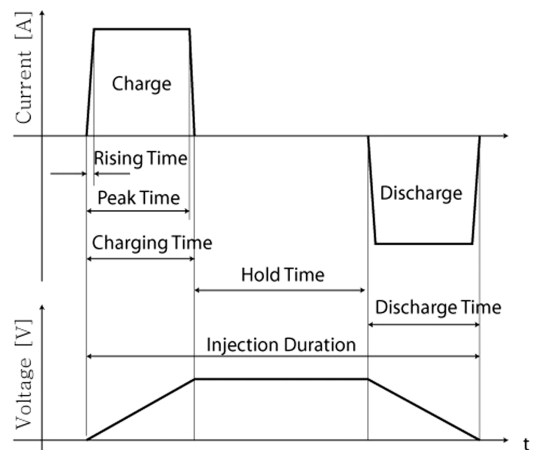 Current [A]
Charge
Rising Time
Peak Time
Discharge
Charging Time
Hold Time
Discharge Time
Injection Duration
Voltage [V]
t